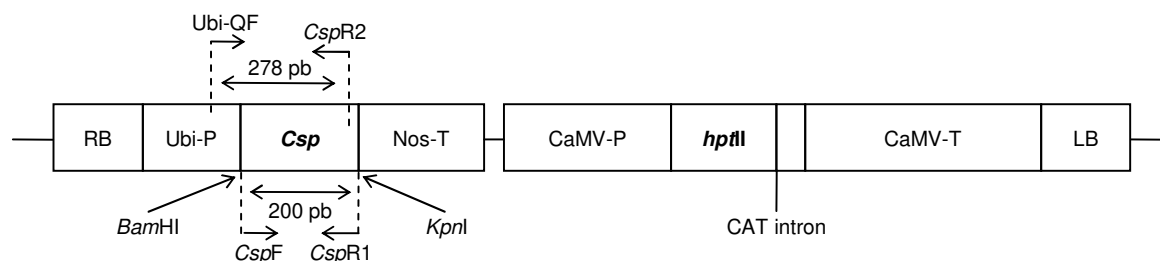 Ubi-QF
CspR2
278 pb
RB Ubi-P Csp Nos-T CaMV-P hptII CaMV-T LB
200 pb
BamHI KpnI CAT intron
CspF CspR1